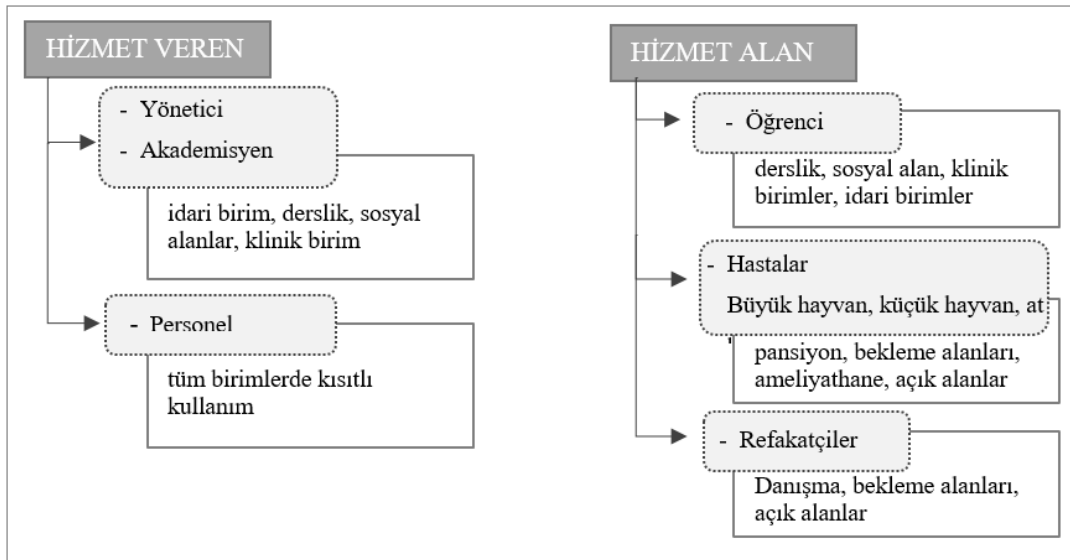 HİZMET VEREN
- Yönetici
- Akademisyen
idari birim, derslik, sosyal
alanlar, klinik birim
- Personel
tüm birimlerde kısıtlı
kullanım
HİZMET ALAN
- Öğrenci
derslik, sosyal alan, klinik
birimler, idari birimler
- Hastalar
Büyük hayvan, küçük hayvan, at
pansiyon, bekleme alanları,
ameliyathane, açık alanlar
- Refakatçiler
Danışma, bekleme alanları,
açık alanlar